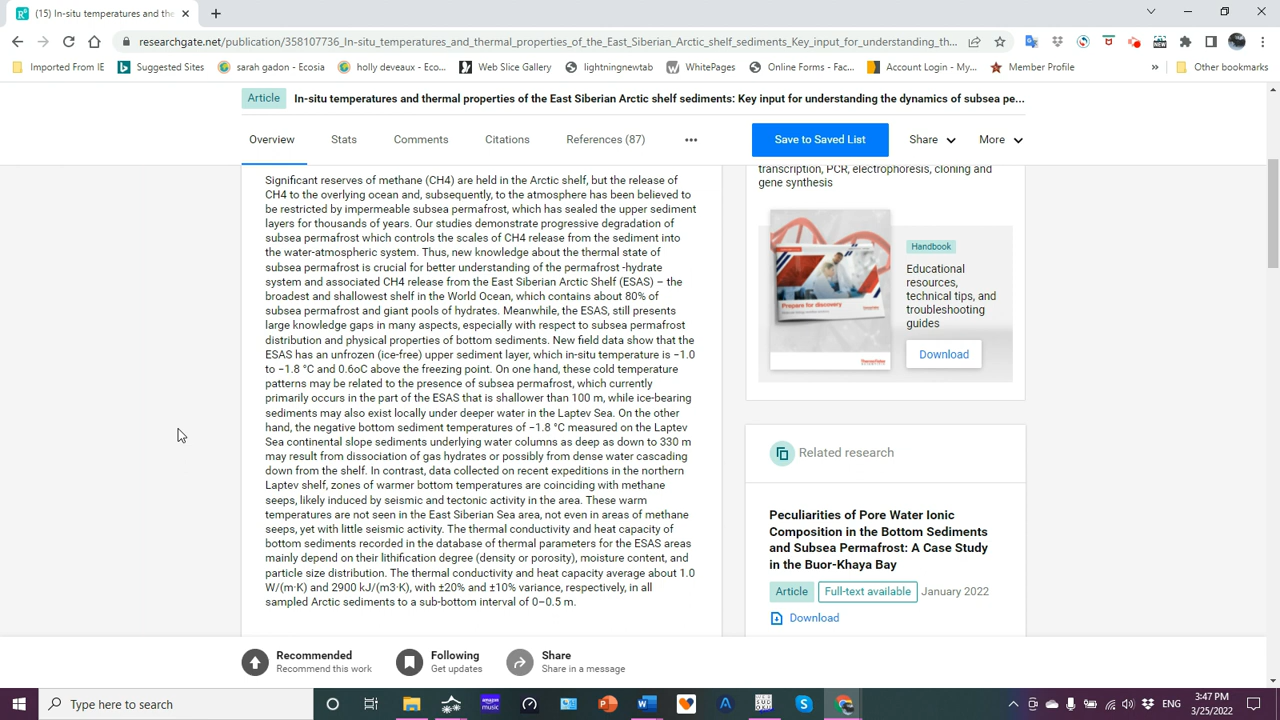 (15) In-situ temperatures and the
researchgate.net/publication/358107736_In-situ_temperatures_and_thermal_properties_of_the_East_Siberian_Arctic_shelf_sediments_Key_input_for_understanding_th...
Imported From IE
Suggested Sites
sarah gadon - Ecosia
holly deveaux - Eco...
Web Slice Gallery
lightningnewtab
WhitePages
Online Forms - Fac...
Account Login - My...
Member Profile
»
Other bookmarks
Article
In-situ temperatures and thermal properties of the East Siberian Arctic shelf sediments: Key input for understanding the dynamics of subsea pe...
Overview
Stats
Comments
Citations
References (87)
Save to Saved List
Share
More
Significant reserves of methane (CH4) are held in the Arctic shelf, but the release of
CH4 to the overlying ocean and, subsequently, to the atmosphere has been believed to
be restricted by impermeable subsea permafrost, which has sealed the upper sediment
layers for thousands of years. Our studies demonstrate progressive degradation of
subsea permafrost which controls the scales of CH4 release from the sediment into
the water-atmospheric system. Thus, new knowledge about the thermal state of
subsea permafrost is crucial for better understanding of the permafrost -hydrate
system and associated CH4 release from the East Siberian Arctic Shelf (ESAS) – the
broadest and shallowest shelf in the World Ocean, which contains about 80% of
subsea permafrost and giant pools of hydrates. Meanwhile, the ESAS, still presents
large knowledge gaps in many aspects, especially with respect to subsea permafrost
distribution and physical properties of bottom sediments. New field data show that the
ESAS has an unfrozen (ice-free) upper sediment layer, which in-situ temperature is −1.0
to −1.8 °C and 0.6oC above the freezing point. On one hand, these cold temperature
patterns may be related to the presence of subsea permafrost, which currently
primarily occurs in the part of the ESAS that is shallower than 100 m, while ice-bearing
sediments may also exist locally under deeper water in the Laptev Sea. On the other
hand, the negative bottom sediment temperatures of −1.8 °C measured on the Laptev
Sea continental slope sediments underlying water columns as deep as down to 330 m
may result from dissociation of gas hydrates or possibly from dense water cascading
down from the shelf. In contrast, data collected on recent expeditions in the northern
Laptev shelf, zones of warmer bottom temperatures are coinciding with methane
seeps, likely induced by seismic and tectonic activity in the area. These warm
temperatures are not seen in the East Siberian Sea area, not even in areas of methane
seeps, yet with little seismic activity. The thermal conductivity and heat capacity of
bottom sediments recorded in the database of thermal parameters for the ESAS areas
mainly depend on their lithification degree (density or porosity), moisture content, and
particle size distribution. The thermal conductivity and heat capacity average about 1.0
W/(m·K) and 2900 kJ/(m3·K), with ±20% and ±10% variance, respectively, in all
sampled Arctic sediments to a sub-bottom interval of 0–0.5 m.
transcription, PCR, electrophoresis, cloning and
gene synthesis
Prepare for discovery
Handbook
Educational
resources,
technical tips, and
troubleshooting
guides
Download
Related research
Peculiarities of Pore Water Ionic
Composition in the Bottom Sediments
and Subsea Permafrost: A Case Study
in the Buor-Khaya Bay
Article
Full-text available
January 2022
Download
Recommended
Recommend this work
Following
Get updates
Share
Share in a message
Type here to search
ENG
3:47 PM
3/25/2022